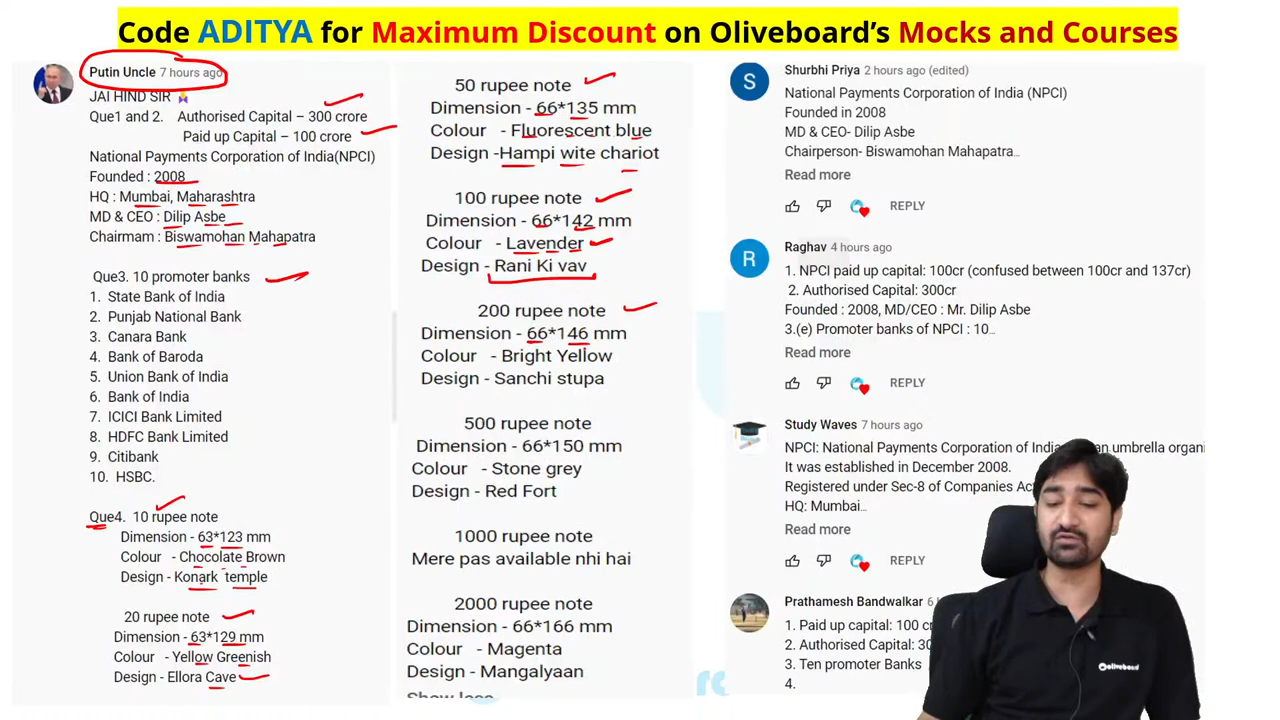 Code ADITYA for Maximum Discount on Oliveboard's Mocks and Courses
Putin Uncle 7 hours ago
JAI HIND SIR
Que1 and 2. Authorised Capital – 300 crore
Paid up Capital – 100 crore
National Payments Corporation of India(NPCI)
Founded : 2008
HQ : Mumbai, Maharashtra
MD & CEO : Dilip Asbe
Chairmam : Biswamohan Mahapatra
Que3. 10 promoter banks
1. State Bank of India
2. Punjab National Bank
3. Canara Bank
4. Bank of Baroda
5. Union Bank of India
6. Bank of India
7. ICICI Bank Limited
8. HDFC Bank Limited
9. Citibank
10. HSBC.
Que4. 10 rupee note
Dimension - 63*123 mm
Colour - Chocolate Brown
Design - Konark temple
20 rupee note
Dimension - 63*129 mm
Colour - Yellow Greenish
Design - Ellora Cave
50 rupee note
Dimension - 66*135 mm
Colour - Fluorescent blue
Design -Hampi wite chariot
100 rupee note
Dimension - 66*142 mm
Colour - Lavender
Design - Rani Ki vav
200 rupee note
Dimension - 66*146 mm
Colour - Bright Yellow
Design - Sanchi stupa
500 rupee note
Dimension - 66*150 mm
Colour - Stone grey
Design - Red Fort
1000 rupee note
Mere pas available nhi hai
2000 rupee note
Dimension - 66*166 mm
Colour - Magenta
Design - Mangalyaan
Show less
S
Shurbhi Priya 2 hours ago (edited)
National Payments Corporation of India (NPCI)
Founded in 2008
MD & CEO- Dilip Asbe
Chairperson- Biswamohan Mahapatra...
Read more
REPLY
R
Raghav 4 hours ago
1. NPCI paid up capital: 100cr (confused between 100cr and 137cr)
2. Authorised Capital: 300cr
Founded : 2008, MD/CEO : Mr. Dilip Asbe
3.(e) Promoter banks of NPCI : 10...
Read more
REPLY
Study Waves 7 hours ago
NPCI: National Payments Corporation of India umbrella
It was established in December 2008.
Registered under Sec-8 of Companies
HQ: Mumbai...
Read more
REPLY
Prathamesh Bandwalkar
1. Paid up capital: 100
2. Authorised Capital:
3. Ten promoter Banks
4.
oliveboard